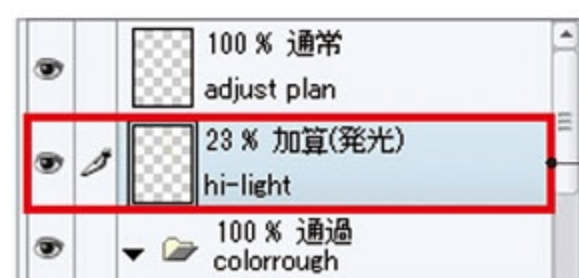 100 % 通常
adjust plan
23 % 加算(発光)
hi-light
100 % 通過
colorrough